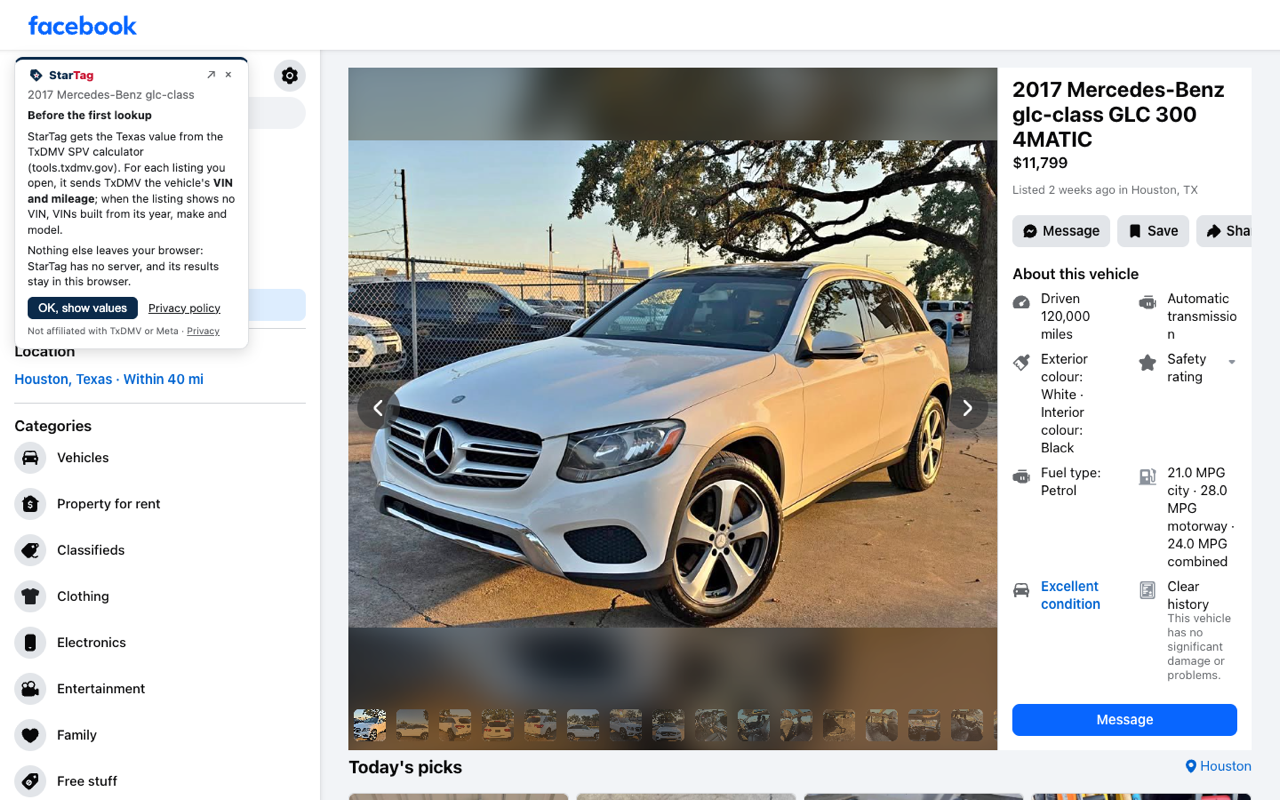 facebook
StarTag
2017 Mercedes-Benz glc-class
Before the first lookup
StarTag gets the Texas value from the
TxDMV SPV calculator
(tools.txdmv.gov). For each listing you
open, it sends TxDMV the vehicle's VIN
and mileage; when the listing shows no
VIN, VINs built from its year, make and
model.
Nothing else leaves your browser:
StarTag has no server, and its results
stay in this browser.
OK, show values Privacy policy
Not affiliated with TxDMV or Meta · Privacy
Location
Houston, Texas · Within 40 mi
Categories
Vehicles
Property for rent
Classifieds
Clothing
Electronics
Entertainment
Family
Free stuff
2017 Mercedes-Benz
glc-class GLC 300
4MATIC
$11,799
Listed 2 weeks ago in Houston, TX
Message Save Sha
About this vehicle
Driven
120,000
miles
Automatic
transmissio
n
Exterior
colour:
White ·
Interior
colour:
Black
Safety
rating
Fuel type:
Petrol
21.0 MPG
city · 28.0
MPG
motorway ·
24.0 MPG
combined
Excellent
condition
Clear
history
This vehicle
has no
significant
damage or
problems.
Message
Today's picks
Houston